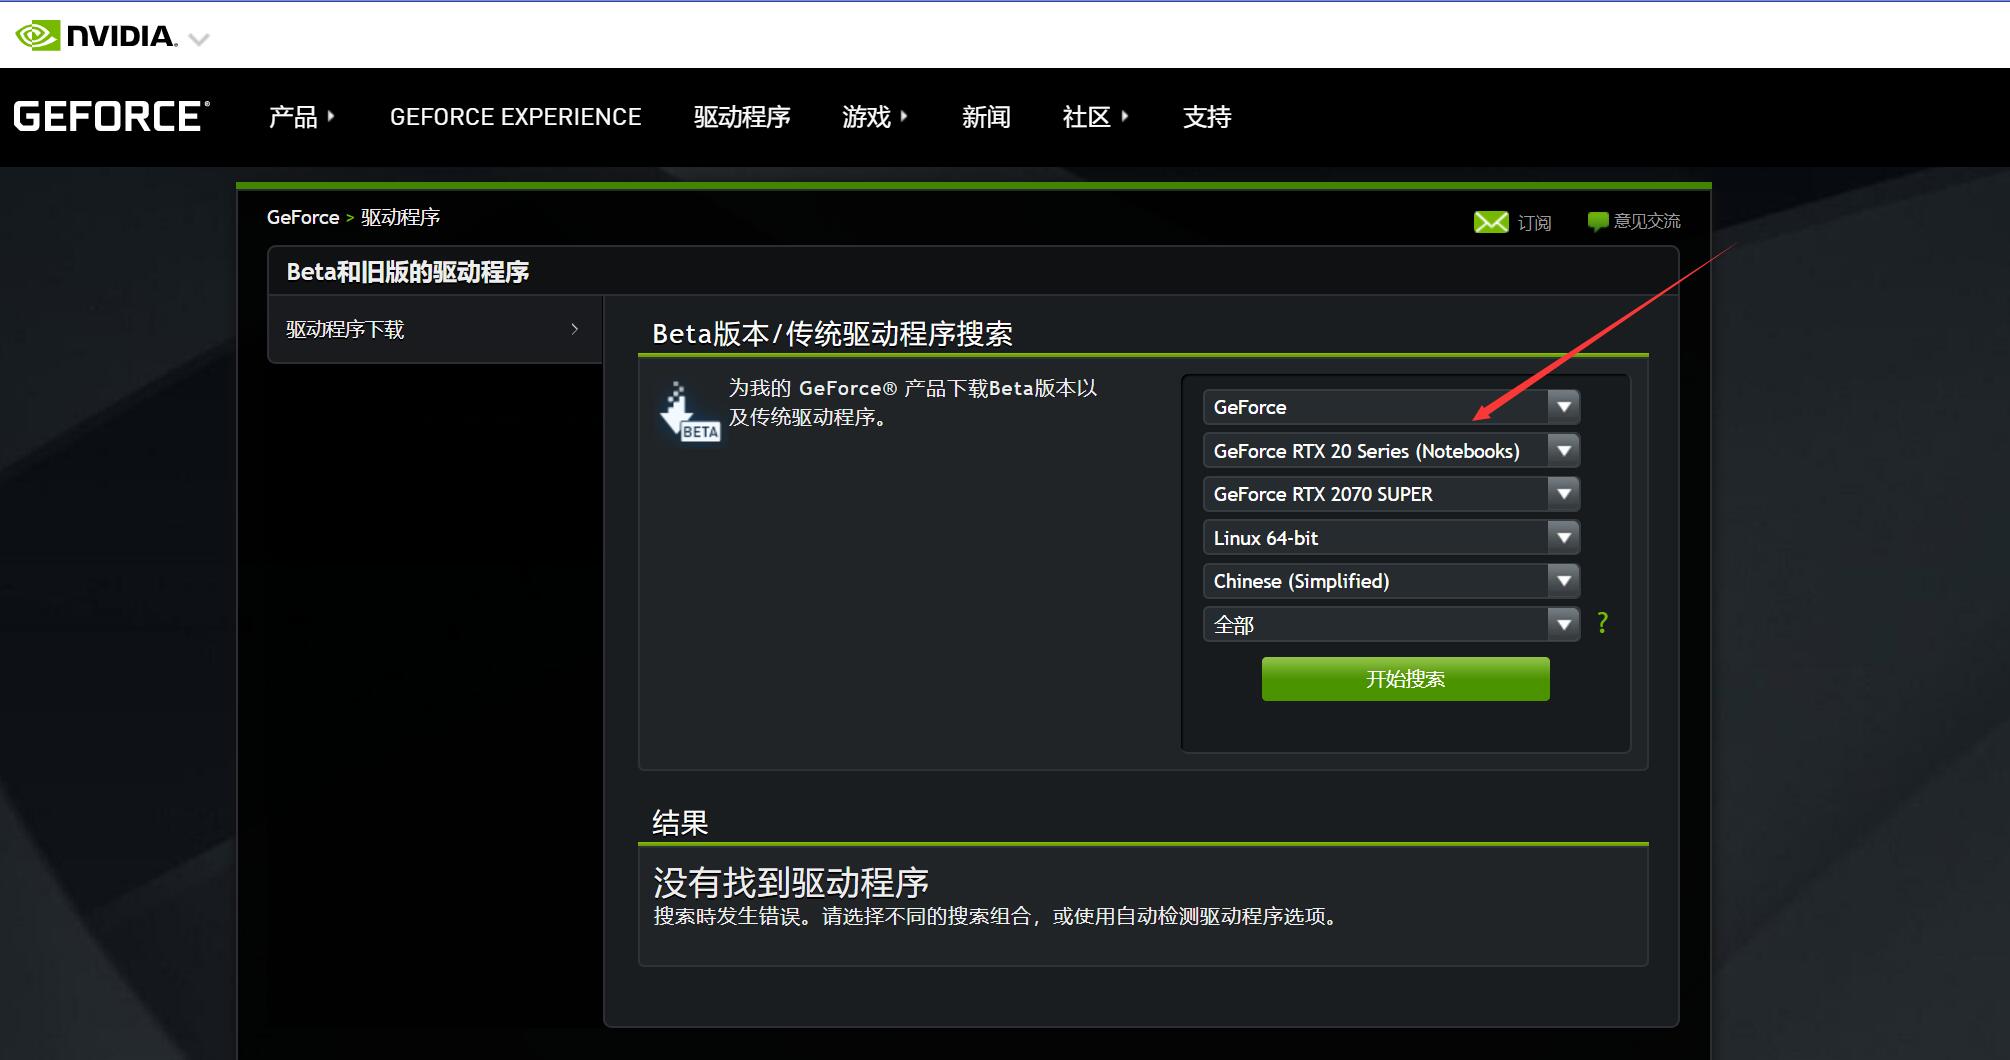 NVIDIA.
GEFORCE®
产品
GEFORCE EXPERIENCE
驱动程序
游戏
新闻
社区
支持
GeForce > 驱动程序
订阅
意见交流
Beta和旧版的驱动程序
驱动程序下载
Beta版本/传统驱动程序搜索
BETA
为我的 GeForce® 产品下载Beta版本以
及传统驱动程序。
GeForce
GeForce RTX 20 Series (Notebooks)
GeForce RTX 2070 SUPER
Linux 64-bit
Chinese (Simplified)
全部
?
开始搜索
结果
没有找到驱动程序
搜索時发生错误。请选择不同的搜索组合，或使用自动检测驱动程序选项。